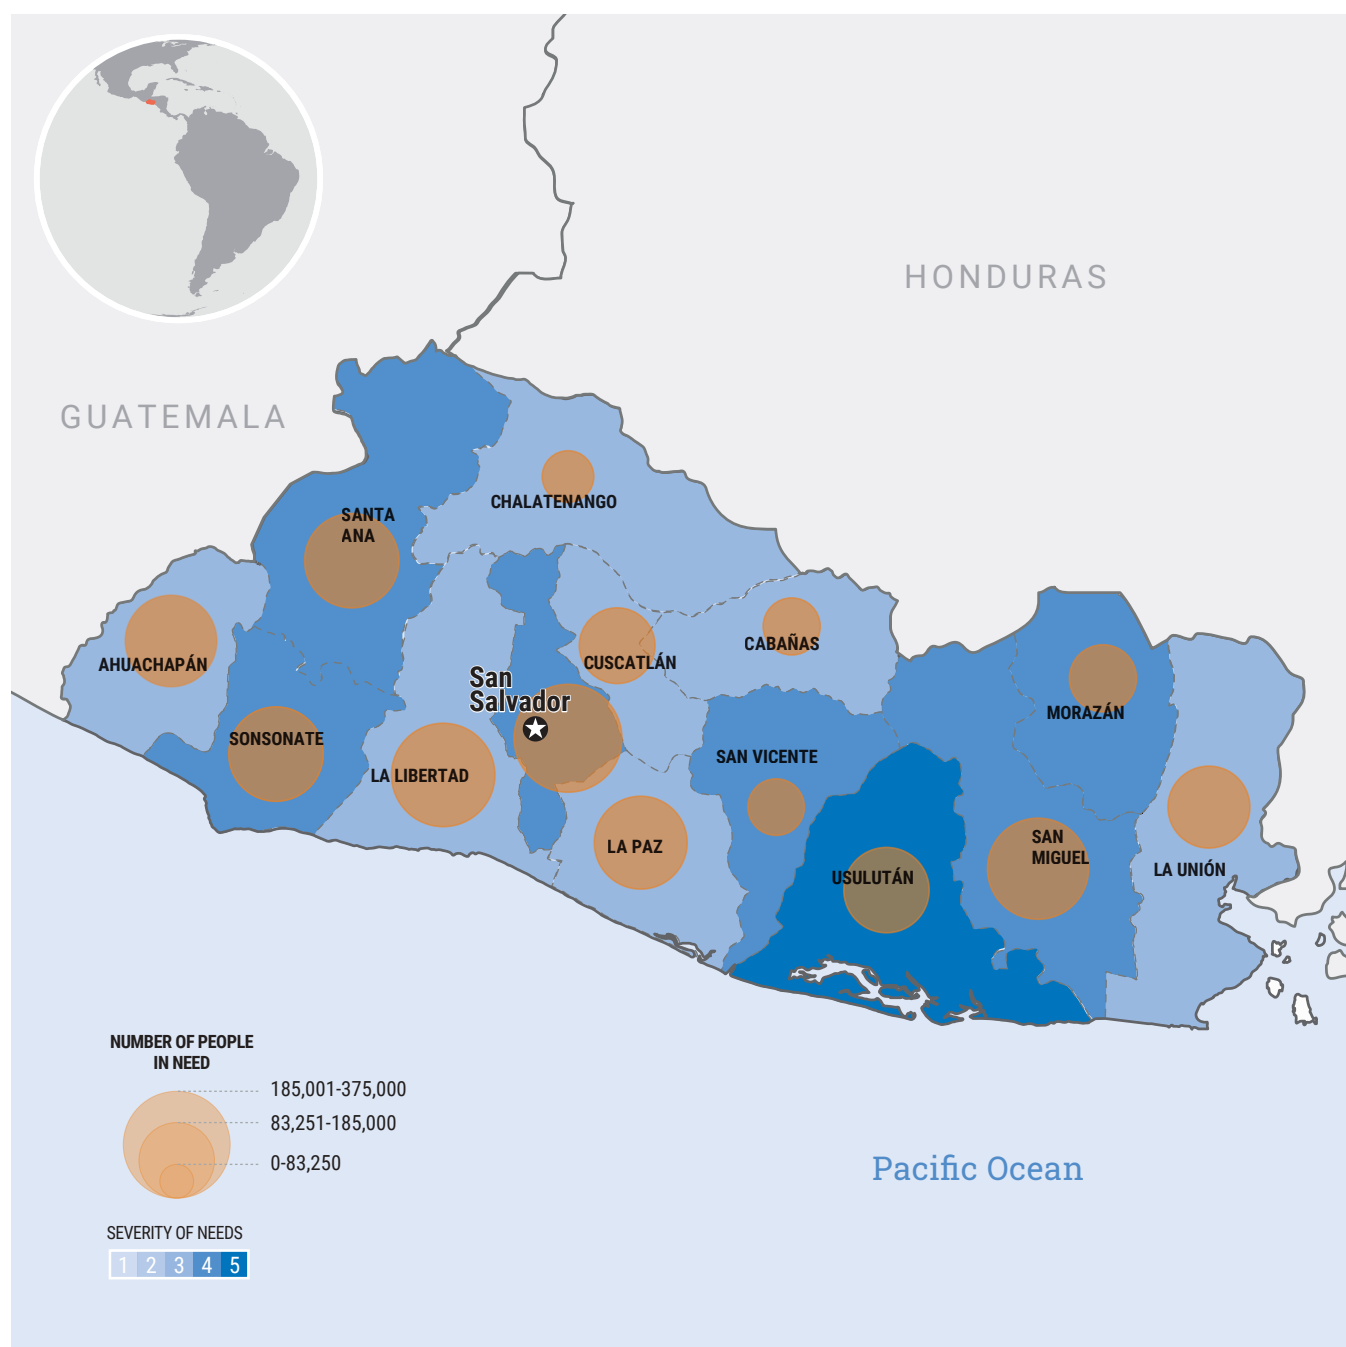 HONDURAS
GUATEMALA
CHALATENANGO
SANTA
ANA
AHUACHAPÁN
CUSCATLÁN
CABAÑAS
San
Salvador
MORAZÁN
SONSONATE
SAN VICENTE
LA LIBERTAD
LA PAZ
USULUTÁN
SAN
MIGUEL
LA UNIÓN
NUMBER OF PEOPLE
IN NEED
185,001-375,000
83,251-185,000
0-83,250
Pacific Ocean
SEVERITY OF NEEDS
1 2 3 4 5